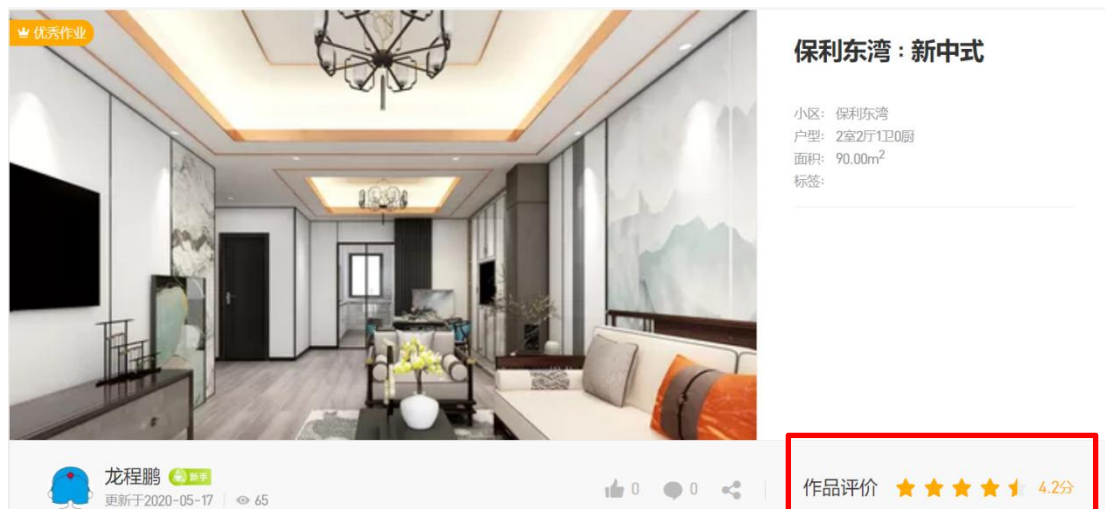 优秀作业
保利东湾：新中式
小区： 保利东湾
户型： 2室2厅1卫0厨
面积： 90.00m²
标签：
龙程鹏 新手
更新于2020-05-17 65
0 0
作品评价 4.2分